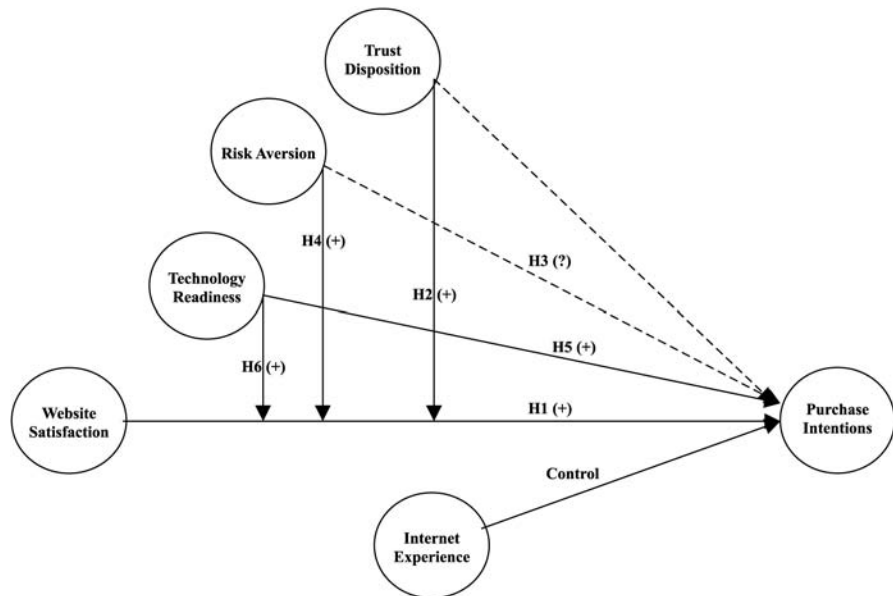 Trust
Disposition
Risk Aversion
H4 (+)
H3 (?)
Technology
Readiness
H2 (+)
H5 (+)
H6 (+)
Website
Satisfaction
H1 (+)
Purchase
Intentions
Control
Internet
Experience